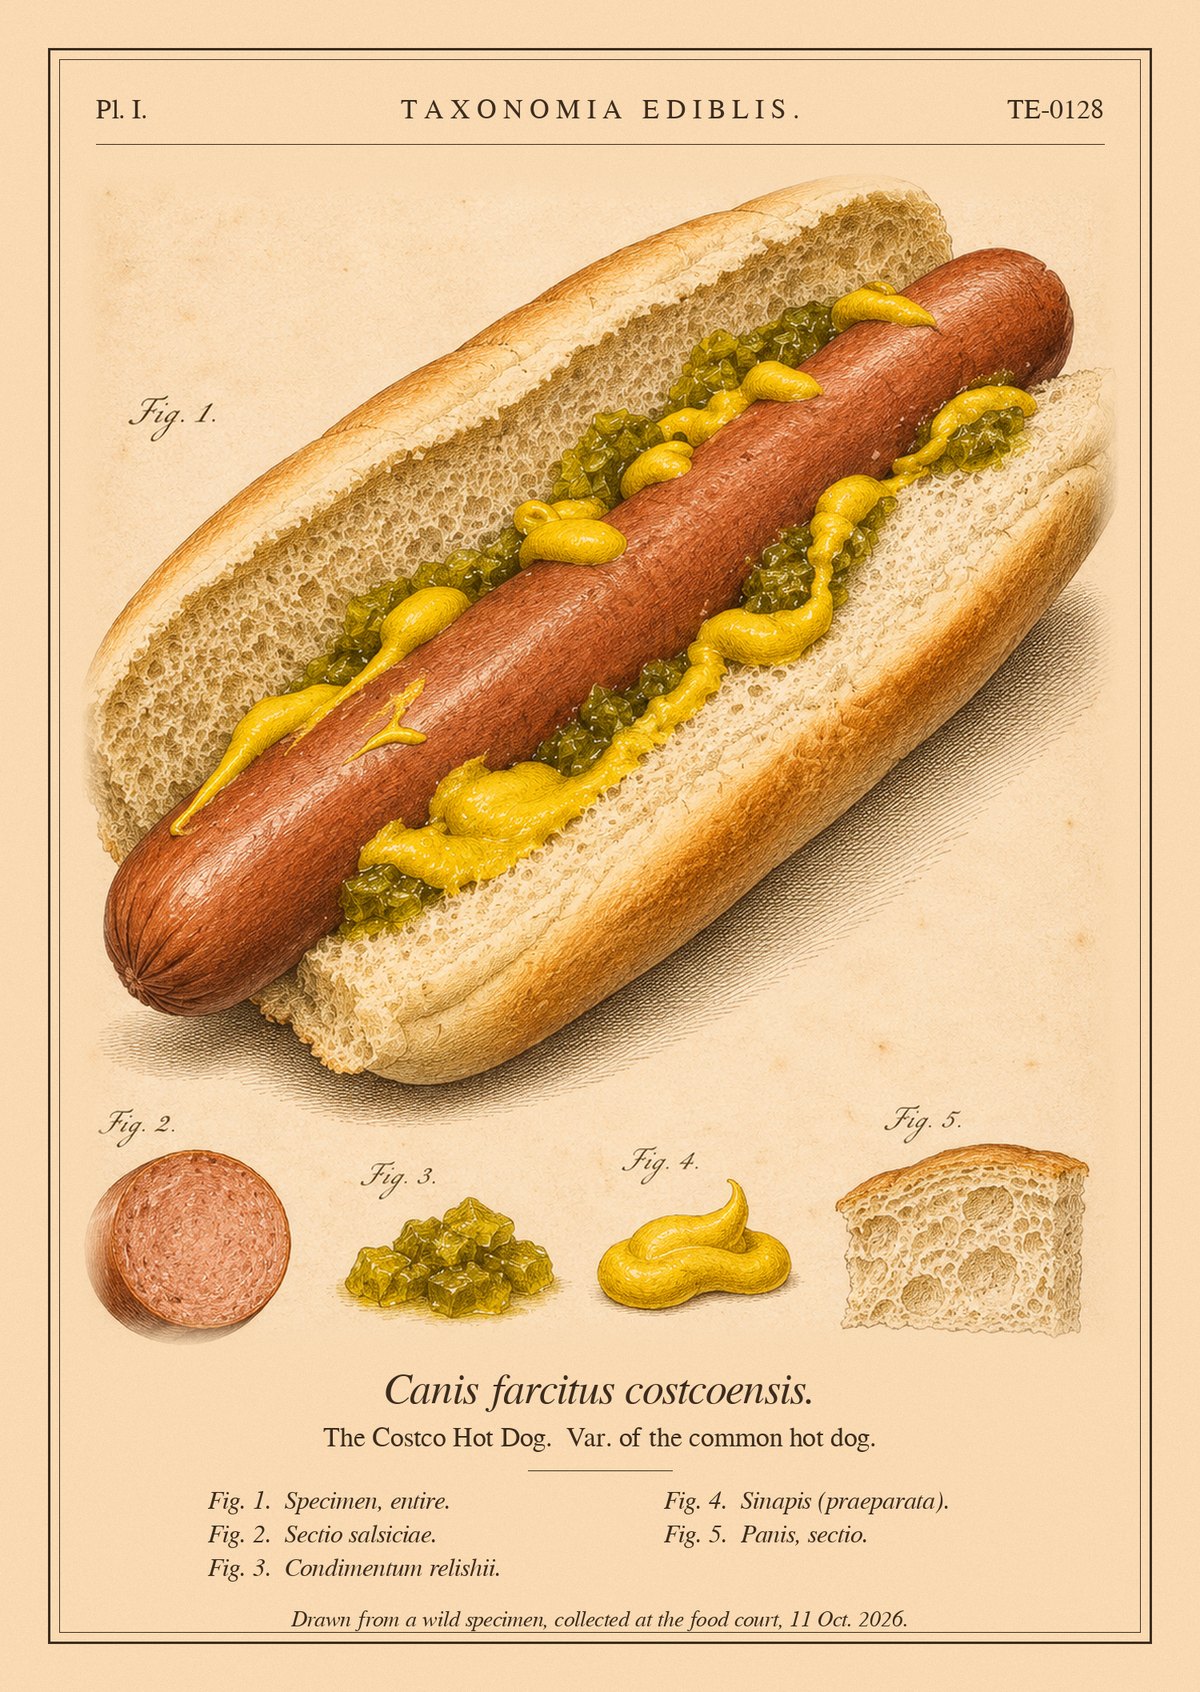 Pl. I.
TAXONOMIA EDIBLIS.
TE-0128
Fig. 1.
Fig. 2.
Fig. 3.
Fig. 4.
Fig. 5.
Canis farcitus costcoensis.
The Costco Hot Dog. Var. of the common hot dog.
Fig. 1. Specimen, entire.
Fig. 2. Sectio salsiciae.
Fig. 3. Condimentum relishii.
Fig. 4. Sinapis (praeparata).
Fig. 5. Panis, sectio.
Drawn from a wild specimen, collected at the food court, 11 Oct. 2026.